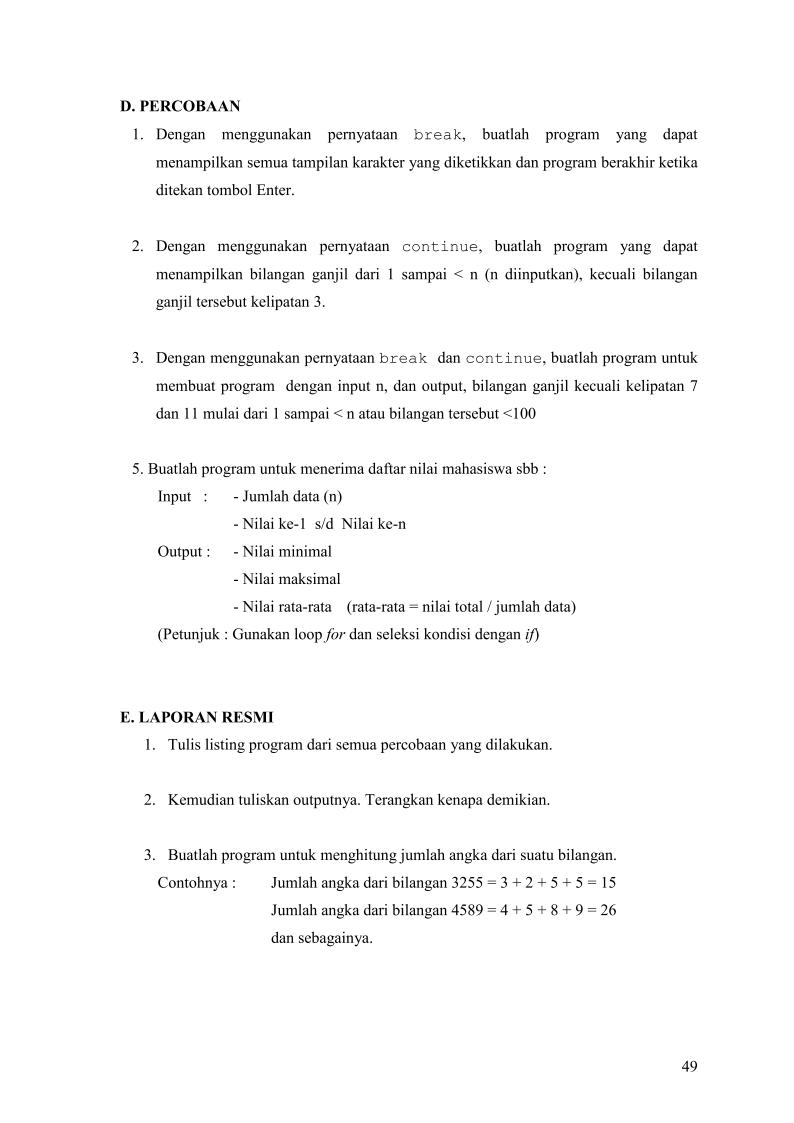 D. PERCOBAAN
1. Dengan menggunakan pernyataan break, buatlah program yang dapat
menampilkan semua tampilan karakter yang diketikkan dan program berakhir ketika
ditekan tombol Enter.
2. Dengan menggunakan pernyataan continue, buatlah program yang dapat
menampilkan bilangan ganjil dari 1 sampai < n (n diinputkan), kecuali bilangan
ganjil tersebut kelipatan 3.
3. Dengan menggunakan pernyataan break dan continue, buatlah program untuk
membuat program dengan input n, dan output, bilangan ganjil kecuali kelipatan 7
dan 11 mulai dari 1 sampai < n atau bilangan tersebut <100
5. Buatlah program untuk menerima daftar nilai mahasiswa sbb :
Input : - Jumlah data (n)
- Nilai ke-1 s/d Nilai ke-n
Output : - Nilai minimal
- Nilai maksimal
- Nilai rata-rata (rata-rata = nilai total / jumlah data)
(Petunjuk : Gunakan loop for dan seleksi kondisi dengan if)
E. LAPORAN RESMI
1. Tulis listing program dari semua percobaan yang dilakukan.
2. Kemudian tuliskan outputnya. Terangkan kenapa demikian.
3. Buatlah program untuk menghitung jumlah angka dari suatu bilangan.
Contohnya : Jumlah angka dari bilangan 3255 = 3 + 2 + 5 + 5 = 15
Jumlah angka dari bilangan 4589 = 4 + 5 + 8 + 9 = 26
dan sebagainya.
49